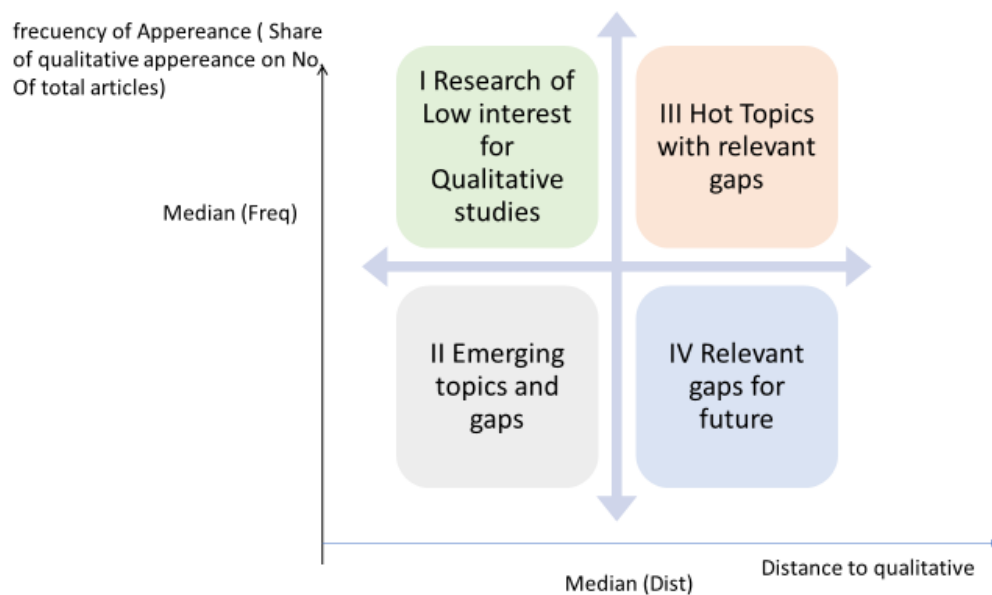 frecuency of Appereance ( Share
of qualitative appereance on No.
Of total articles)
I Research of
Low interest
for
Qualitative
studies
III Hot Topics
with relevant
gaps
Median (Freq)
II Emerging
topics and
gaps
IV Relevant
gaps for
future
Distance to qualitative
Median (Dist)